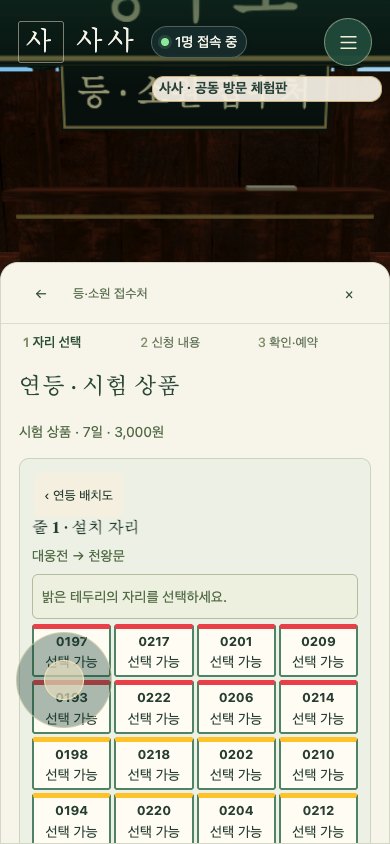 사 사사
1명 접속 중
사사 · 공동 방문 체험판
등 · 소원 접수처
← 등·소원 접수처 ×
1 자리 선택 2 신청 내용 3 확인·예약
연등 · 시험 상품
시험 상품 · 7일 · 3,000원
‹ 연등 배치도
줄 1 · 설치 자리
대웅전 → 천왕문
밝은 테두리의 자리를 선택하세요.
0197 0217 0201 0209
선택 가능 선택 가능 선택 가능 선택 가능
0193 0222 0206 0214
선택 가능 선택 가능 선택 가능 선택 가능
0198 0218 0202 0210
선택 가능 선택 가능 선택 가능 선택 가능
0194 0220 0204 0212
선택 가능 선택 가능 선택 가능 선택 가능